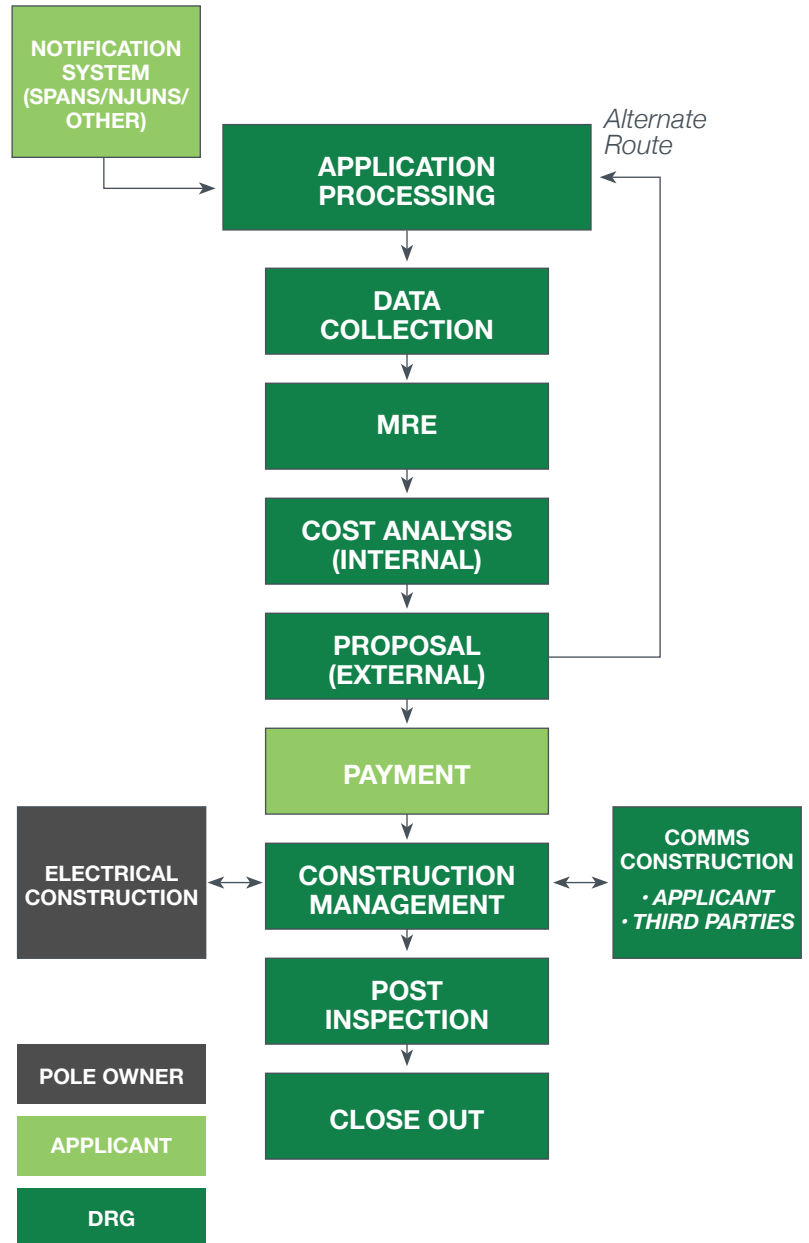 NOTIFICATION
SYSTEM
(SPANS/NJUNS/
OTHER)
Alternate
Route
APPLICATION
PROCESSING
DATA
COLLECTION
MRE
COST ANALYSIS
(INTERNAL)
PROPOSAL
(EXTERNAL)
PAYMENT
ELECTRICAL
CONSTRUCTION
CONSTRUCTION
MANAGEMENT
COMMS
CONSTRUCTION
• APPLICANT
• THIRD PARTIES
POST
INSPECTION
CLOSE OUT
POLE OWNER
APPLICANT
DRG